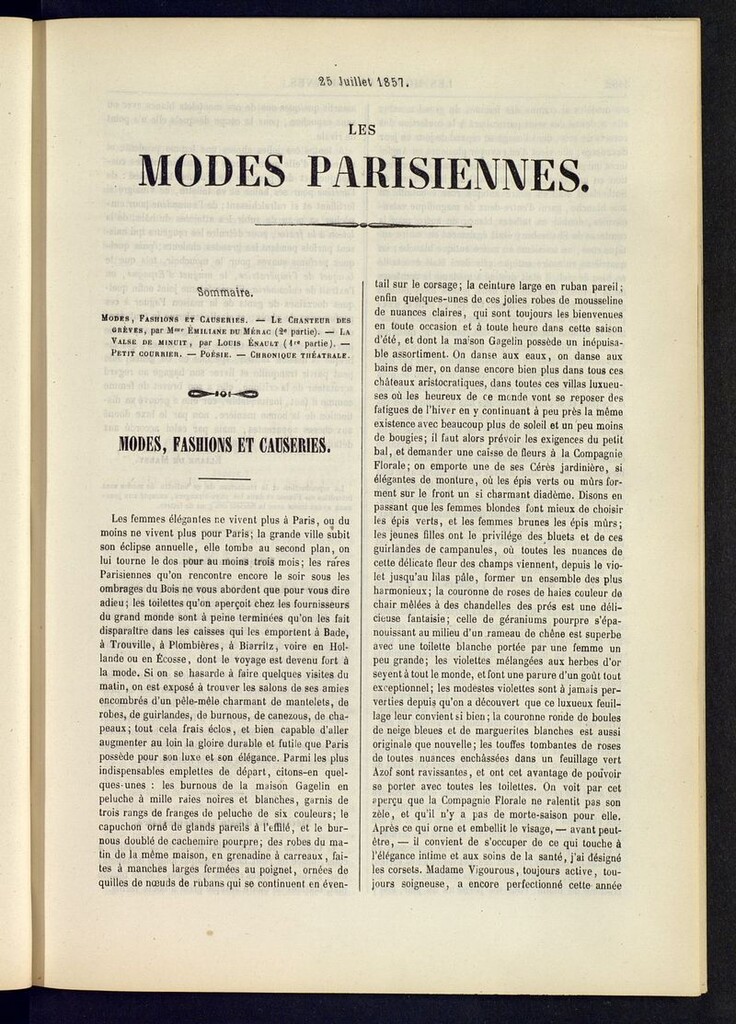 25 Juillet 1857.
LES
MODES PARISIENNES.
Sommaire.
MODES, FASHIONS ET CAUSERIES. — LE CHANTEUR DES
GRÈVES, par Mme ÉMILIANE DU MÉRAC (2e partie). — LA
VALSE DE MINUIT, par LOUIS ÉNAULT (1re partie). —
PETIT COURRIER. — POÉSIE. — CHRONIQUE THÉATRALE.
MODES, FASHIONS ET CAUSERIES.
Les femmes élégantes ne vivent plus à Paris, ou du
moins ne vivent plus pour Paris; la grande ville subit
son éclipse annuelle, elle tombe au second plan, on
lui tourne le dos pour au moins trois mois; les rares
Parisiennes qu'on rencontre encore le soir sous les
ombrages du Bois ne vous abordent que pour vous dire
adieu; les toilettes qu'on aperçoit chez les fournisseurs
du grand monde sont à peine terminées qu'on les fait
disparaître dans les caisses qui les emportent à Bade,
à Trouville, à Plombières, à Biarritz, voire en Hol-
lande ou en Écosse, dont le voyage est devenu fort à
la mode. Si on se hasarde à faire quelques visites du
matin, on est exposé à trouver les salons de ses amies
encombrés d'un pêle-mêle charmant de mantelets, de
robes, de guirlandes, de burnous, de canezous, de cha-
peaux; tout cela frais éclos, et bien capable d'aller
augmenter au loin la gloire durable et futile que Paris
possède pour son luxe et son élégance. Parmi les plus
indispensables emplettes de départ, citons-en quel-
ques-unes : les burnous de la maison Gagelin en
peluche à mille raies noires et blanches, garnis de
trois rangs de franges de peluche de six couleurs; le
capuchon orné de glands pareils à l'effilé, et le bur-
nous doublé de cachemire pourpre; des robes du ma-
tin de la même maison, en grenadine à carreaux, fai-
tes à manches larges fermées au poignet, ornées de
quilles de nœuds de rubans qui se continuent en éven-
tail sur le corsage; la ceinture large en ruban pareil;
enfin quelques-unes de ces jolies robes de mousseline
de nuances claires, qui sont toujours les bienvenues
en toute occasion et à toute heure dans cette saison
d'été, et dont la maison Gagelin possède un inépuisa-
ble assortiment. On danse aux eaux, on danse aux
bains de mer, on danse encore bien plus dans tous ces
châteaux aristocratiques, dans toutes ces villas luxueu-
ses où les heureux de ce monde vont se reposer des
fatigues de l'hiver en y continuant à peu près la même
existence avec beaucoup plus de soleil et un peu moins
de bougies; il faut alors prévoir les exigences du petit
bal, et demander une caisse de fleurs à la Compagnie
Florale; on emporte une de ses Cérès jardinière, si
élégantes de monture, où les épis verts ou mûrs for-
ment sur le front un si charmant diadème. Disons en
passant que les femmes blondes font mieux de choisir
les épis verts, et les femmes brunes les épis mûrs;
les jeunes filles ont le privilége des bluets et de ces
guirlandes de campanules, où toutes les nuances de
cette délicate fleur des champs viennent, depuis le vio-
let jusqu'au lilas pâle, former un ensemble des plus
harmonieux; la couronne de roses de haies couleur de
chair mêlées à des chandelles des prés est une déli-
cieuse fantaisie; celle de géraniums pourpre s'épa-
nouissant au milieu d'un rameau de chêne est superbe
avec une toilette blanche portée par une femme un
peu grande; les violettes mélangées aux herbes d'or
seyent à tout le monde, et font une parure d'un goût tout
exceptionnel; les modestes violettes sont à jamais per-
verties depuis qu'on a découvert que ce luxueux feuil-
lage leur convient si bien; la couronne ronde de boules
de neige bleues et de marguerites blanches est aussi
originale que nouvelle; les touffes tombantes de roses
de toutes nuances enchâssées dans un feuillage vert
Azof sont ravissantes, et ont cet avantage de pouvoir
se porter avec toutes les toilettes. On voit par cet
aperçu que la Compagnie Florale ne ralentit pas son
zèle, et qu'il n'y a pas de morte-saison pour elle.
Après ce qui orne et embellit le visage, — avant peut-
être, — il convient de s'occuper de ce qui touche à
l'élégance intime et aux soins de la santé, j'ai désigné
les corsets. Madame Vigourous, toujours active, tou-
jours soigneuse, a encore perfectionné cette année